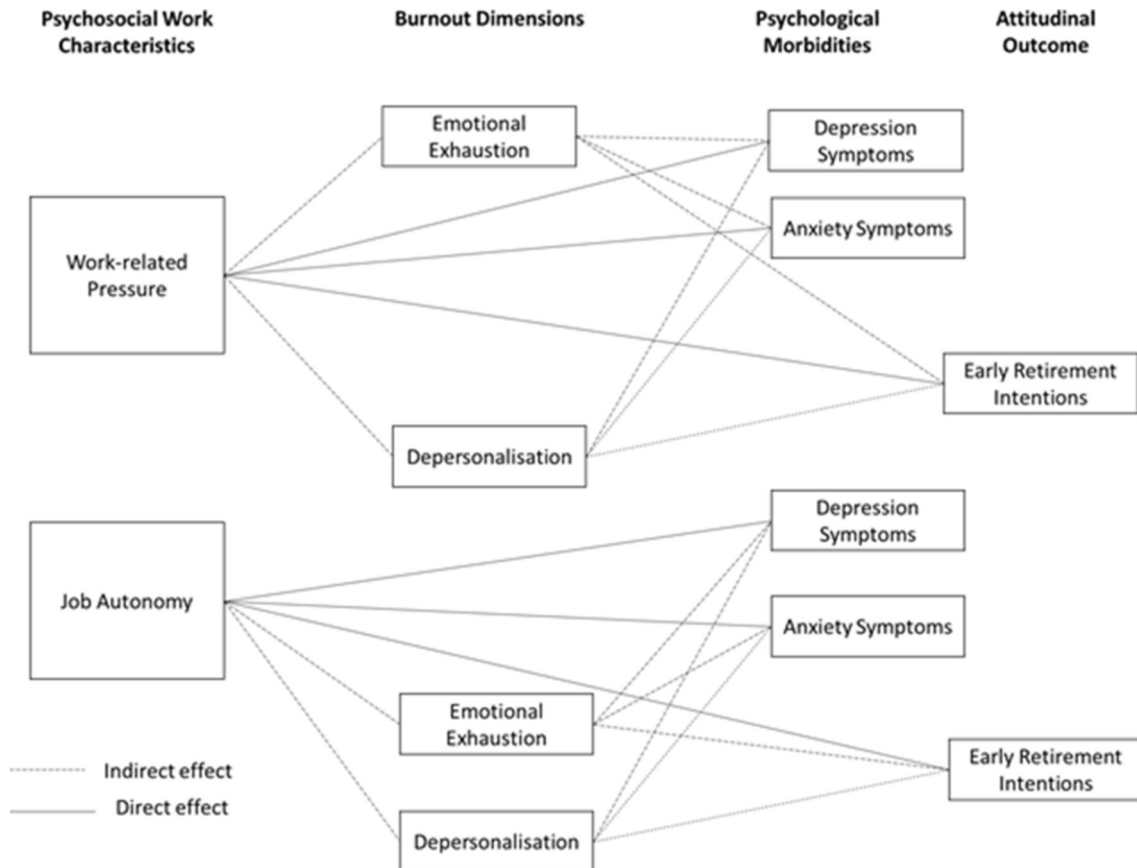 Psychosocial Work
Characteristics
Burnout Dimensions
Psychological
Morbidities
Attitudinal
Outcome
Emotional
Exhaustion
Depression
Symptoms
Anxiety Symptoms
Work-related
Pressure
Early Retirement
Intentions
Depersonalisation
Depression
Symptoms
Job Autonomy
Anxiety Symptoms
Emotional
Exhaustion
Early Retirement
Intentions
Indirect effect
Direct effect
Depersonalisation